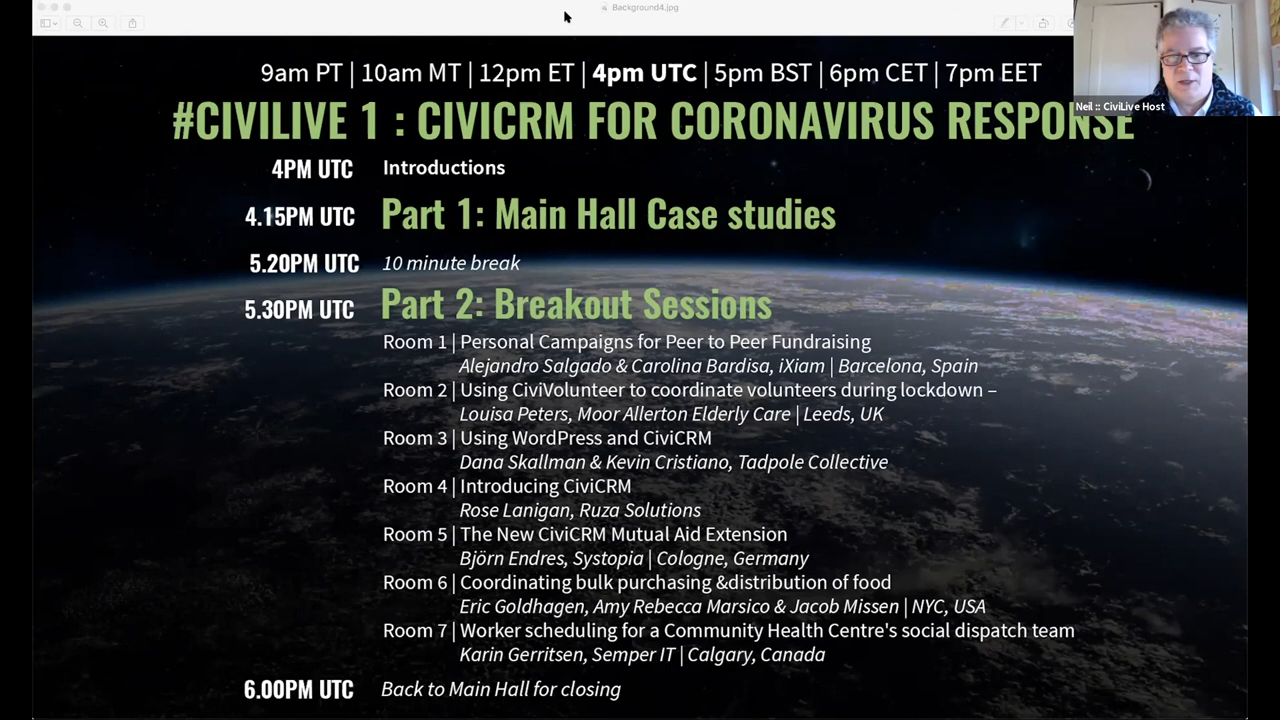 Background4.jpg
9am PT | 10am MT | 12pm ET | 4pm UTC | 5pm BST | 6pm CET | 7pm EET
Neil :: CiviLive Host
#CIVILIVE 1 : CIVICRM FOR CORONAVIRUS RESPONSE
4PM UTC Introductions
4.15PM UTC Part 1: Main Hall Case studies
5.20PM UTC 10 minute break
5.30PM UTC Part 2: Breakout Sessions
Room 1 | Personal Campaigns for Peer to Peer Fundraising
Alejandro Salgado & Carolina Bardisa, iXiam | Barcelona, Spain
Room 2 | Using CiviVolunteer to coordinate volunteers during lockdown –
Louisa Peters, Moor Allerton Elderly Care | Leeds, UK
Room 3 | Using WordPress and CiviCRM
Dana Skallman & Kevin Cristiano, Tadpole Collective
Room 4 | Introducing CiviCRM
Rose Lanigan, Ruza Solutions
Room 5 | The New CiviCRM Mutual Aid Extension
Björn Endres, Systopia | Cologne, Germany
Room 6 | Coordinating bulk purchasing &distribution of food
Eric Goldhagen, Amy Rebecca Marsico & Jacob Missen | NYC, USA
Room 7 | Worker scheduling for a Community Health Centre's social dispatch team
Karin Gerritsen, Semper IT | Calgary, Canada
6.00PM UTC Back to Main Hall for closing